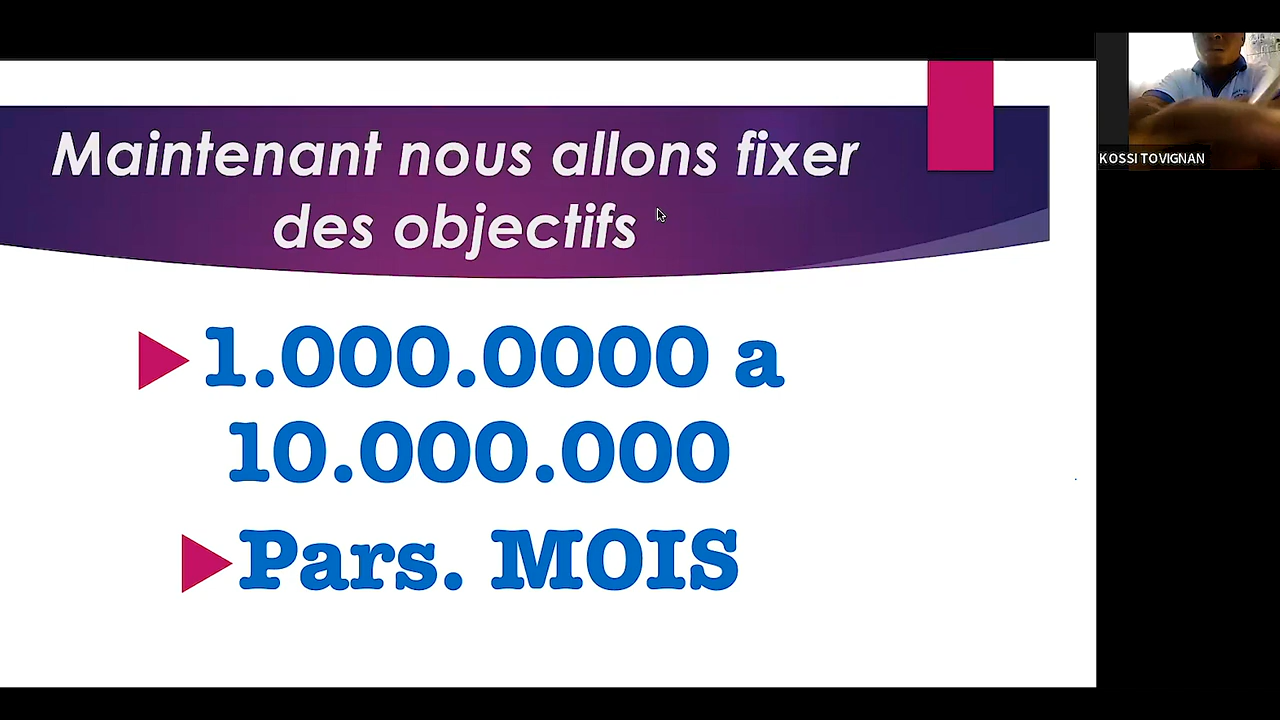 Maintenant nous allons fixer
des objectifs
1.000.0000 a
10.000.000
Pars. MOIS
KOSSI TOVIGNAN